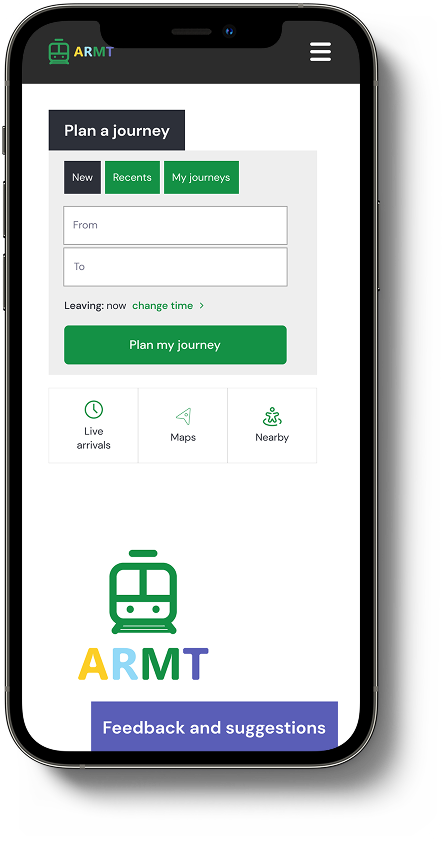 ARMT
Plan a journey
New Recents My journeys
From
To
Leaving: now change time >
Plan my journey
Live
arrivals
Maps
Nearby
ARMT
Feedback and suggestions